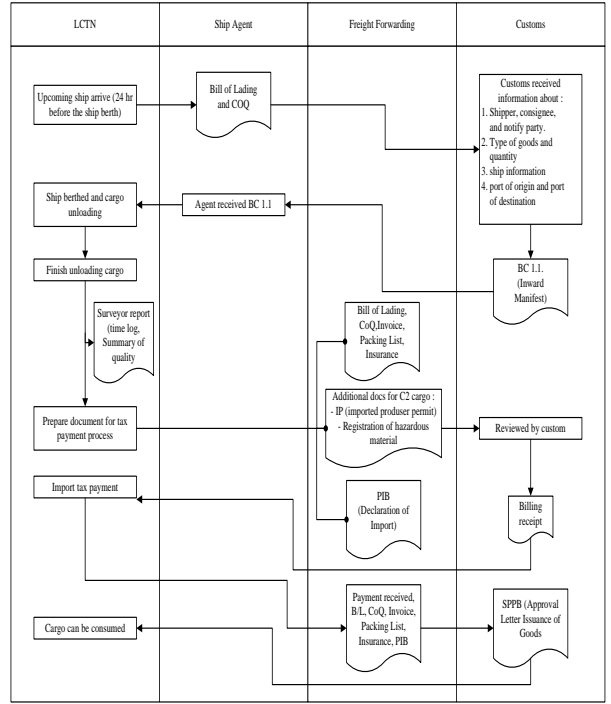 LCTN
Ship Agent
Freight Forwarding
Customs
Upcoming ship arrive (24 hr
before the ship berth)
Bill of Lading
and COQ
Customs received
information about :
1. Shipper, consignee,
and notify party.
2. Type of goods and
quantity
3. ship information
4. port of origin and port
of destination
Ship berthed and cargo
unloading
Agent received BC 1.1
Finish unloading cargo
BC 1.1.
(Inward
Manifest)
Surveyor report
(time log,
Summary of
quality
Bill of Lading,
CoQ,Invoice,
Packing List,
Insurance
Prepare document for tax
payment process
Additional docs for C2 cargo :
- IP (imported produser permit)
- Registration of hazardous
material
Reviewed by custom
Import tax payment
PIB
(Declaration of
Import)
Billing
receipt
Cargo can be consumed
Payment received,
B/L, CoQ, Invoice,
Packing List,
Insurance, PIB
SPPB (Approval
Letter Issuance of
Goods